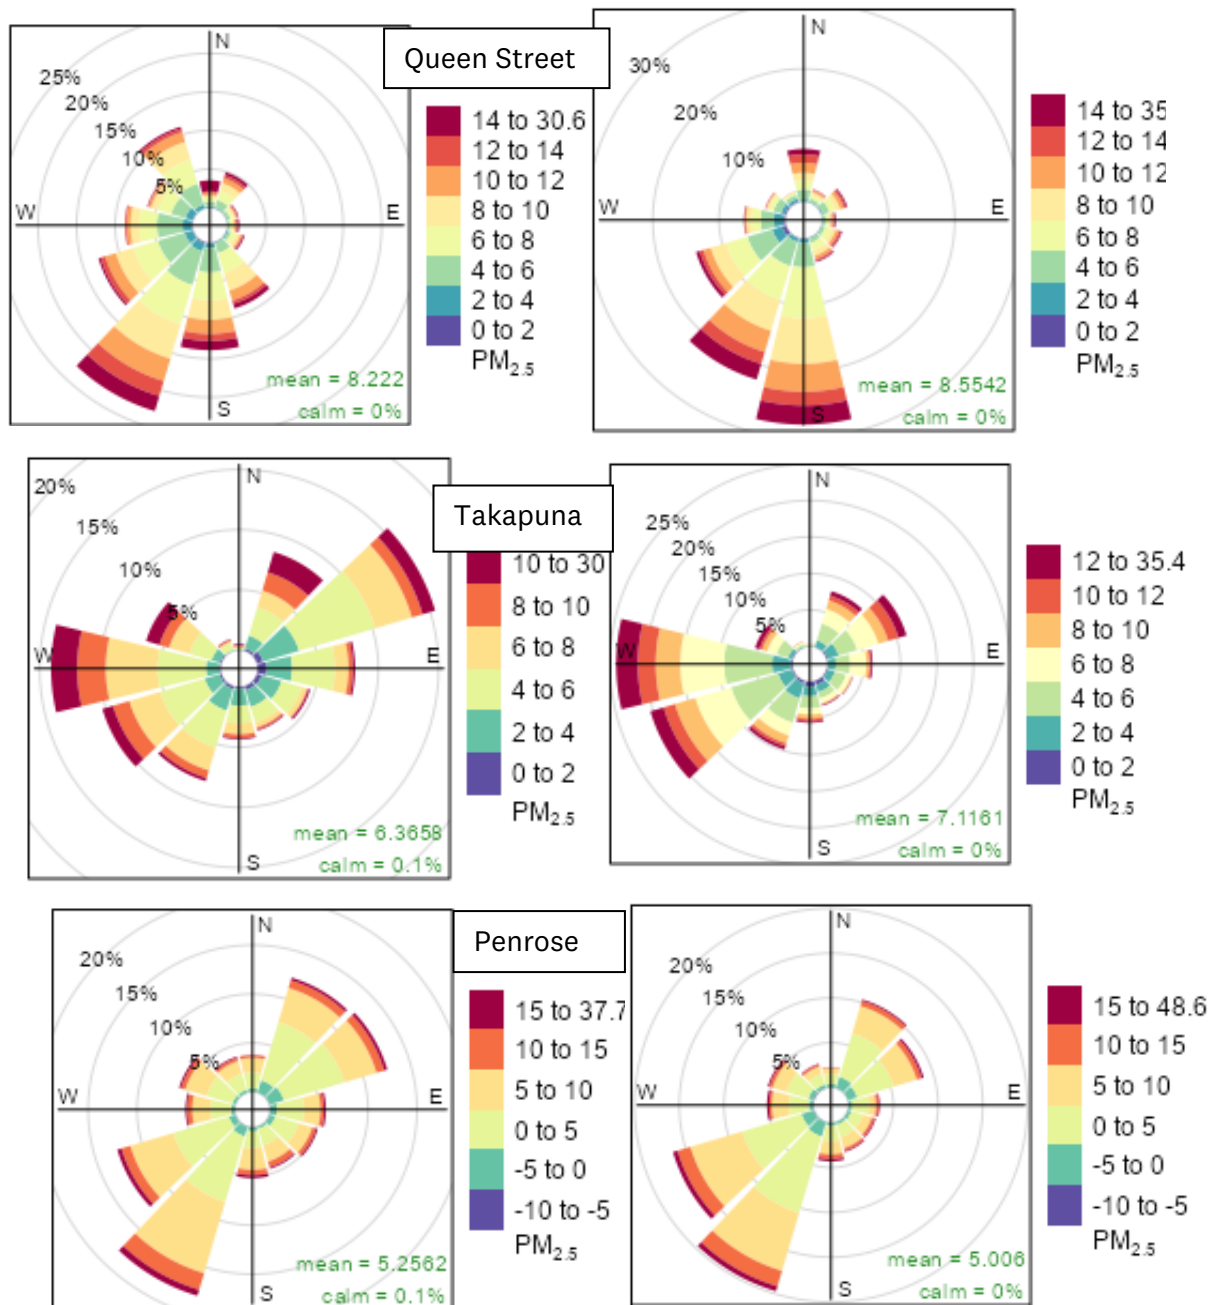 Queen Street
N
25%
20%
15%
10%
5%
W
E
S
mean = 8.222
calm = 0%
14 to 30.6
12 to 14
10 to 12
8 to 10
6 to 8
4 to 6
2 to 4
0 to 2
PM2.5
N
30%
20%
10%
W
E
S
mean = 8.5542
calm = 0%
14 to 35
12 to 14
10 to 12
8 to 10
6 to 8
4 to 6
2 to 4
0 to 2
PM2.5
Takapuna
N
20%
15%
10%
5%
W
E
S
mean = 6.3658
calm = 0.1%
10 to 30
8 to 10
6 to 8
4 to 6
2 to 4
0 to 2
PM2.5
N
25%
20%
15%
10%
5%
W
E
S
mean = 7.1161
calm = 0%
12 to 35.4
10 to 12
8 to 10
6 to 8
4 to 6
2 to 4
0 to 2
PM2.5
Penrose
N
20%
15%
10%
5%
W
E
S
mean = 5.2562
calm = 0.1%
15 to 37.7
10 to 15
5 to 10
0 to 5
-5 to 0
-10 to -5
PM2.5
N
20%
15%
10%
5%
W
E
S
mean = 5.006
calm = 0%
15 to 48.6
10 to 15
5 to 10
0 to 5
-5 to 0
-10 to -5
PM2.5